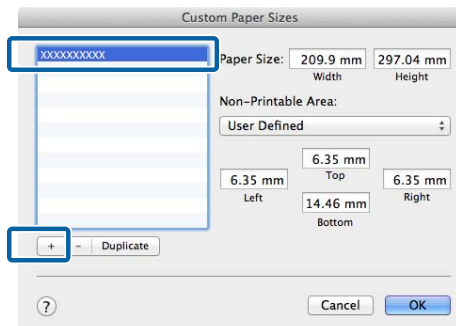 Custom Paper Sizes
XXXXXXXXXX
Paper Size: 209.9 mm 297.04 mm
Width Height
Non-Printable Area:
User Defined
6.35 mm
Top
6.35 mm 6.35 mm
Left Right
14.46 mm
Bottom
+ - Duplicate
? Cancel OK